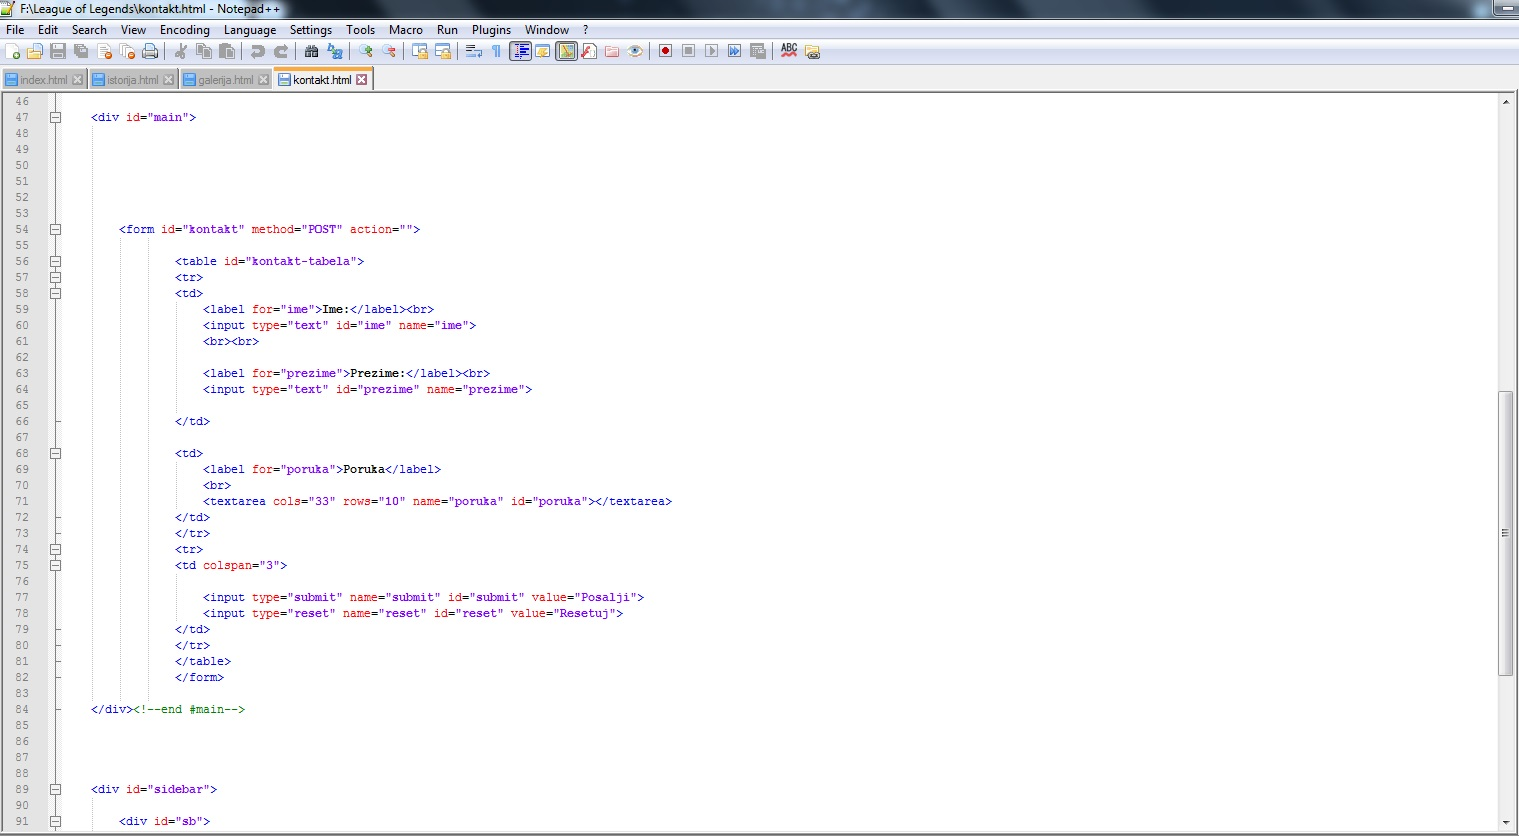 F:\League of Legends\kontakt.html - Notepad++
File Edit Search View Encoding Language Settings Tools Macro Run Plugins Window ?
ABC
index.html istorija.html galerija.html kontakt.html
46
47 <div id="main">
48
49
50
51
52
53
54 <form id="kontakt" method="POST" action="">
55
56 <table id="kontakt-tabela">
57 <tr>
58 <td>
59 <label for="ime">Ime:</label><br>
60 <input type="text" id="ime" name="ime">
61 <br><br>
62
63 <label for="prezime">Prezime:</label><br>
64 <input type="text" id="prezime" name="prezime">
65
66 </td>
67
68 <td>
69 <label for="poruka">Poruka</label>
70 <br>
71 <textarea cols="33" rows="10" name="poruka" id="poruka"></textarea>
72 </td>
73 </tr>
74 <tr>
75 <td colspan="3">
76
77 <input type="submit" name="submit" id="submit" value="Posalji">
78 <input type="reset" name="reset" id="reset" value="Resetuj">
79 </td>
80 </tr>
81 </table>
82 </form>
83
84 </div><!--end #main-->
85
86
87
88
89 <div id="sidebar">
90
91 <div id="sb">